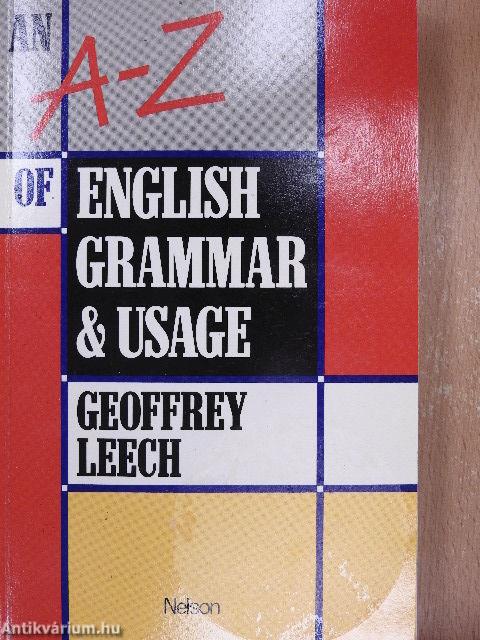 AN
A-Z
OF
ENGLISH
GRAMMAR
& USAGE
GEOFFREY
LEECH
Nelson
Antikvárium.hu